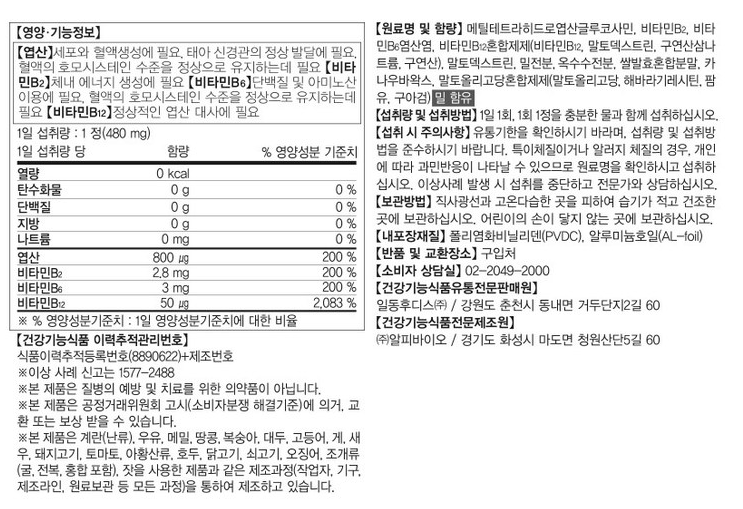 【영양·기능정보】
【엽산】세포와 혈액생성에 필요, 태아 신경관의 정상 발달에 필요,
혈액의 호모시스테인 수준을 정상으로 유지하는데 필요 【비타
민B2】체내 에너지 생성에 필요 【비타민B6】단백질 및 아미노산
이용에 필요, 혈액의 호모시스테인 수준을 정상으로 유지하는데
필요 【비타민B12】정상적인 엽산 대사에 필요
1일 섭취량 : 1 정(480 mg)
1일 섭취량 당 함량 % 영양성분 기준치
열량 0 kcal
탄수화물 0 g 0 %
단백질 0 g 0 %
지방 0 g 0 %
나트륨 0 mg 0 %
엽산 800 µg 200 %
비타민B2 2.8 mg 200 %
비타민B6 3 mg 200 %
비타민B12 50 µg 2,083 %
※ % 영양성분기준치 : 1일 영양성분기준치에 대한 비율
【건강기능식품 이력추적관리번호】
식품이력추적등록번호(8890622)+제조번호
※이상 사례 신고는 1577-2488
※본 제품은 질병의 예방 및 치료를 위한 의약품이 아닙니다.
※본 제품은 공정거래위원회 고시(소비자분쟁 해결기준)에 의거, 교
환 또는 보상 받을 수 있습니다.
※본 제품은 계란(난류), 우유, 메밀, 땅콩, 복숭아, 대두, 고등어, 게, 새
우, 돼지고기, 토마토, 아황산류, 호두, 닭고기, 쇠고기, 오징어, 조개류
(굴, 전복, 홍합 포함), 잣을 사용한 제품과 같은 제조과정(작업자, 기구,
제조라인, 원료보관 등 모든 과정)을 통하여 제조하고 있습니다.
【원료명 및 함량】 메틸테트라히드로엽산글루코사민, 비타민B2, 비타
민B6염산염, 비타민B12혼합제제(비타민B12, 말토덱스트린, 구연산삼나
트륨, 구연산), 말토덱스트린, 밀전분, 옥수수전분, 쌀발효혼합분말, 카
나우바왁스, 말토올리고당혼합제제(말토올리고당, 해바라기레시틴, 팜
유, 구아검) 밀 함유
【섭취량 및 섭취방법】 1일 1회, 1회 1정을 충분한 물과 함께 섭취하십시오.
【섭취 시 주의사항】 유통기한을 확인하시기 바라며, 섭취량 및 섭취방
법을 준수하시기 바랍니다. 특이체질이거나 알러지 체질의 경우, 개인
에 따라 과민반응이 나타날 수 있으므로 원료명을 확인하시고 섭취하
십시오. 이상사례 발생 시 섭취를 중단하고 전문가와 상담하십시오.
【보관방법】 직사광선과 고온다습한 곳을 피하여 습기가 적고 건조한
곳에 보관하십시오. 어린이의 손이 닿지 않는 곳에 보관하십시오.
【내포장재질】 폴리염화비닐리덴(PVDC), 알루미늄호일(AL-foil)
【반품 및 교환장소】 구입처
【소비자 상담실】 02-2049-2000
【건강기능식품유통전문판매원】
일동후디스㈜ / 강원도 춘천시 동내면 거두단지2길 60
【건강기능식품전문제조원】
㈜알피바이오 / 경기도 화성시 마도면 청원산단5길 60